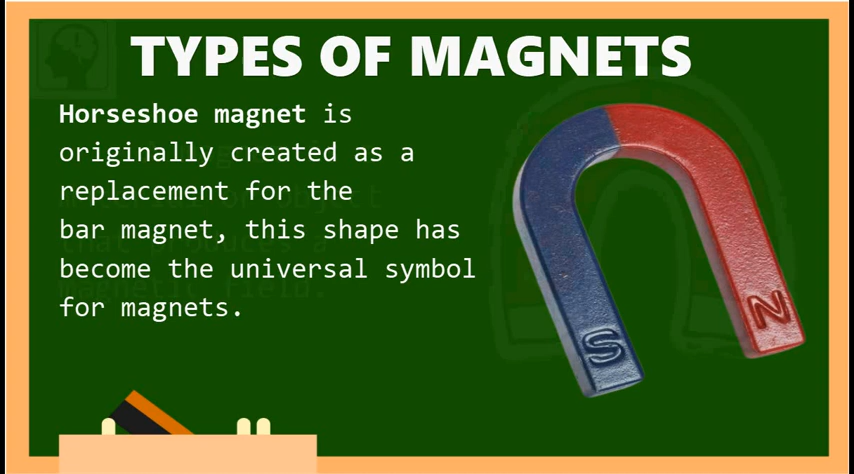 TYPES OF MAGNETS
Horseshoe magnet is
originally created as a
replacement for the
bar magnet, this shape has
become the universal symbol
for magnets.
S
N